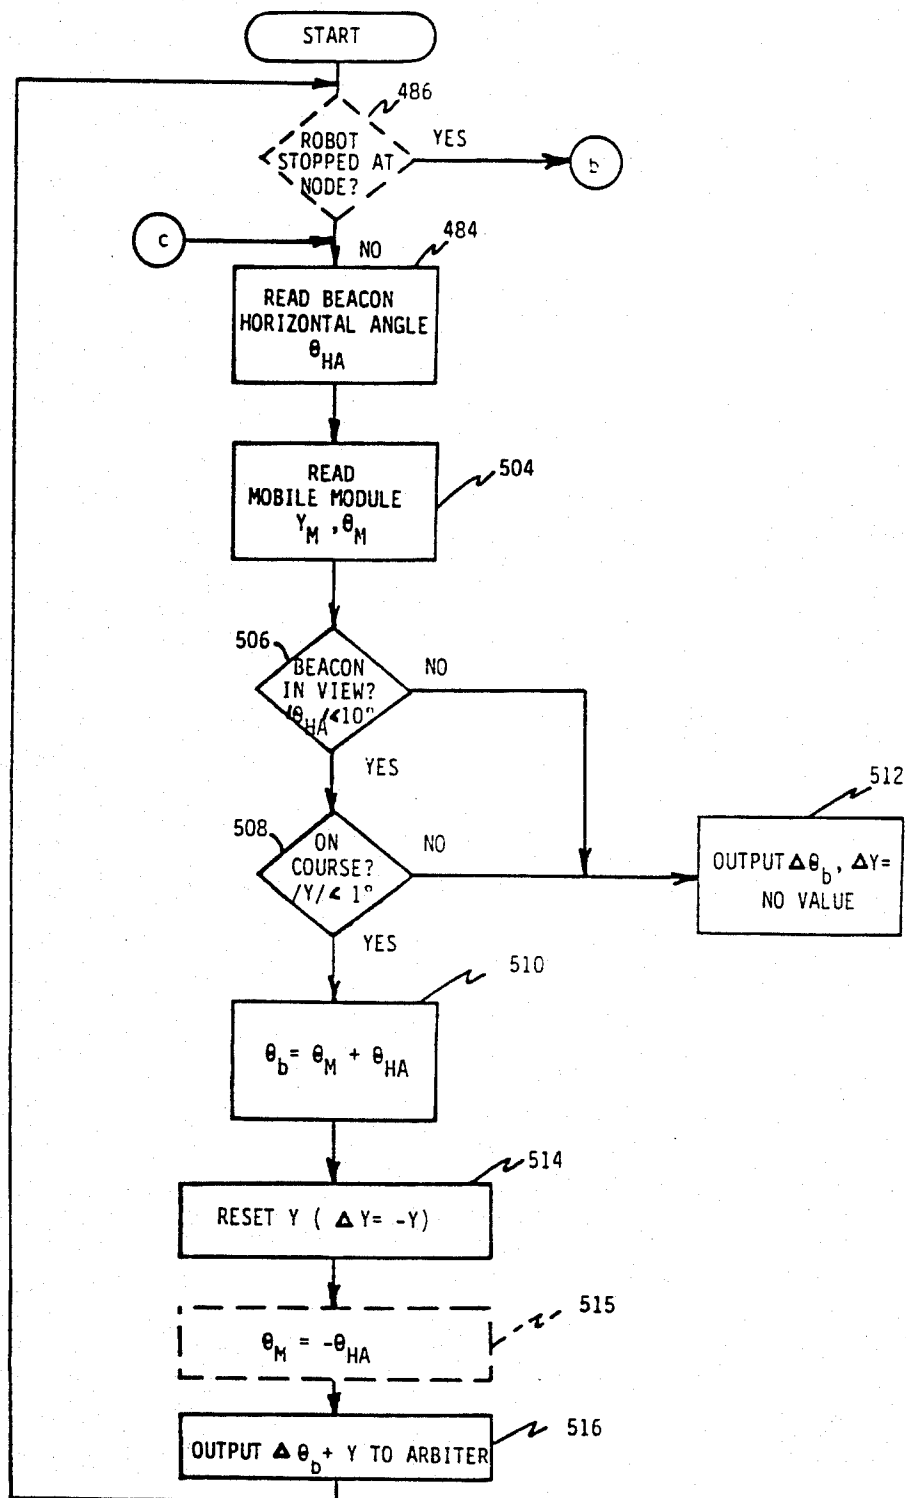 START
486
ROBOT
STOPPED AT
NODE?
YES
b
c
NO
484
READ BEACON
HORIZONTAL ANGLE
θHA
READ
MOBILE MODULE
YM ,θM
504
506
BEACON
IN VIEW?
/θHA/<10°
NO
YES
508
ON
COURSE?
/Y/< 1"
NO
YES
512
OUTPUT Δθb, ΔY=
NO VALUE
510
θb= θM + θHA
514
RESET Y ( ΔY= -Y)
515
θM = -θHA
516
OUTPUT Δ θb+ Y TO ARBITER